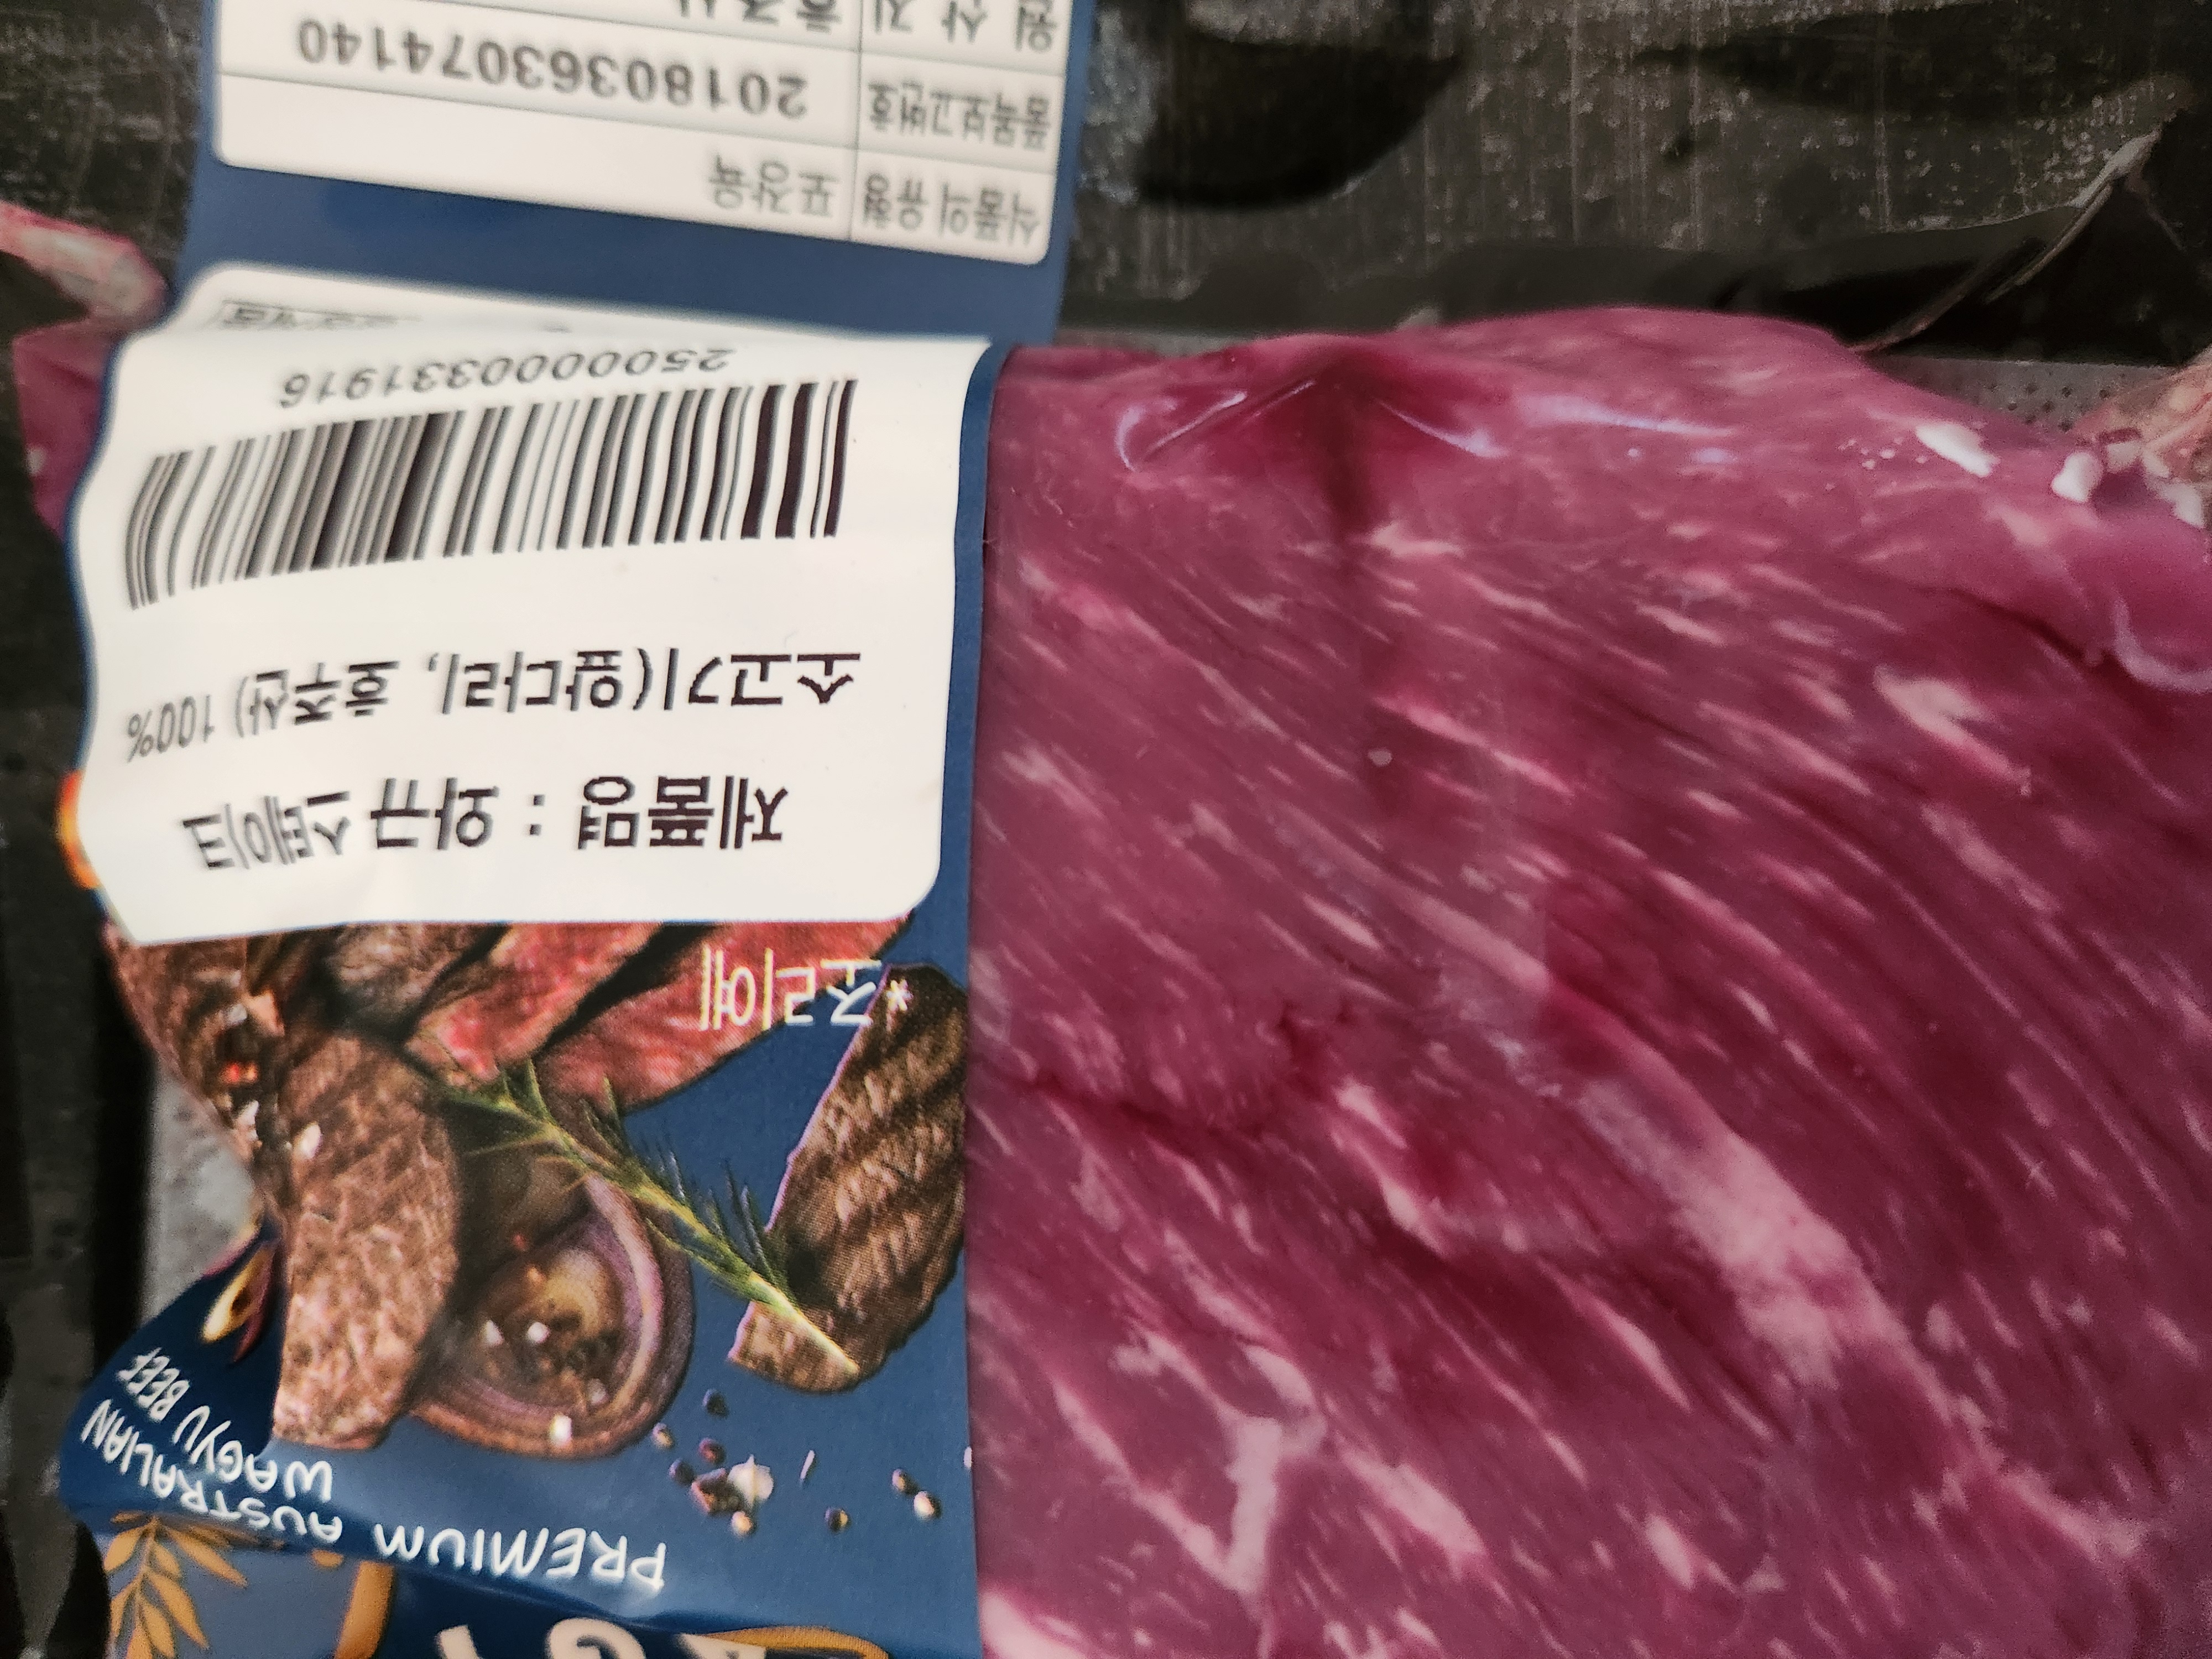 PREMIUM AUSTRALIAN
WAGYU BEEF
*조리예
제품명 : 와규 스테이크
소고기(앞다리, 호주산) 100%
2500000331916
식품의 유형 포장육
품목보고번호 20180363074140
원 산 지 호주산